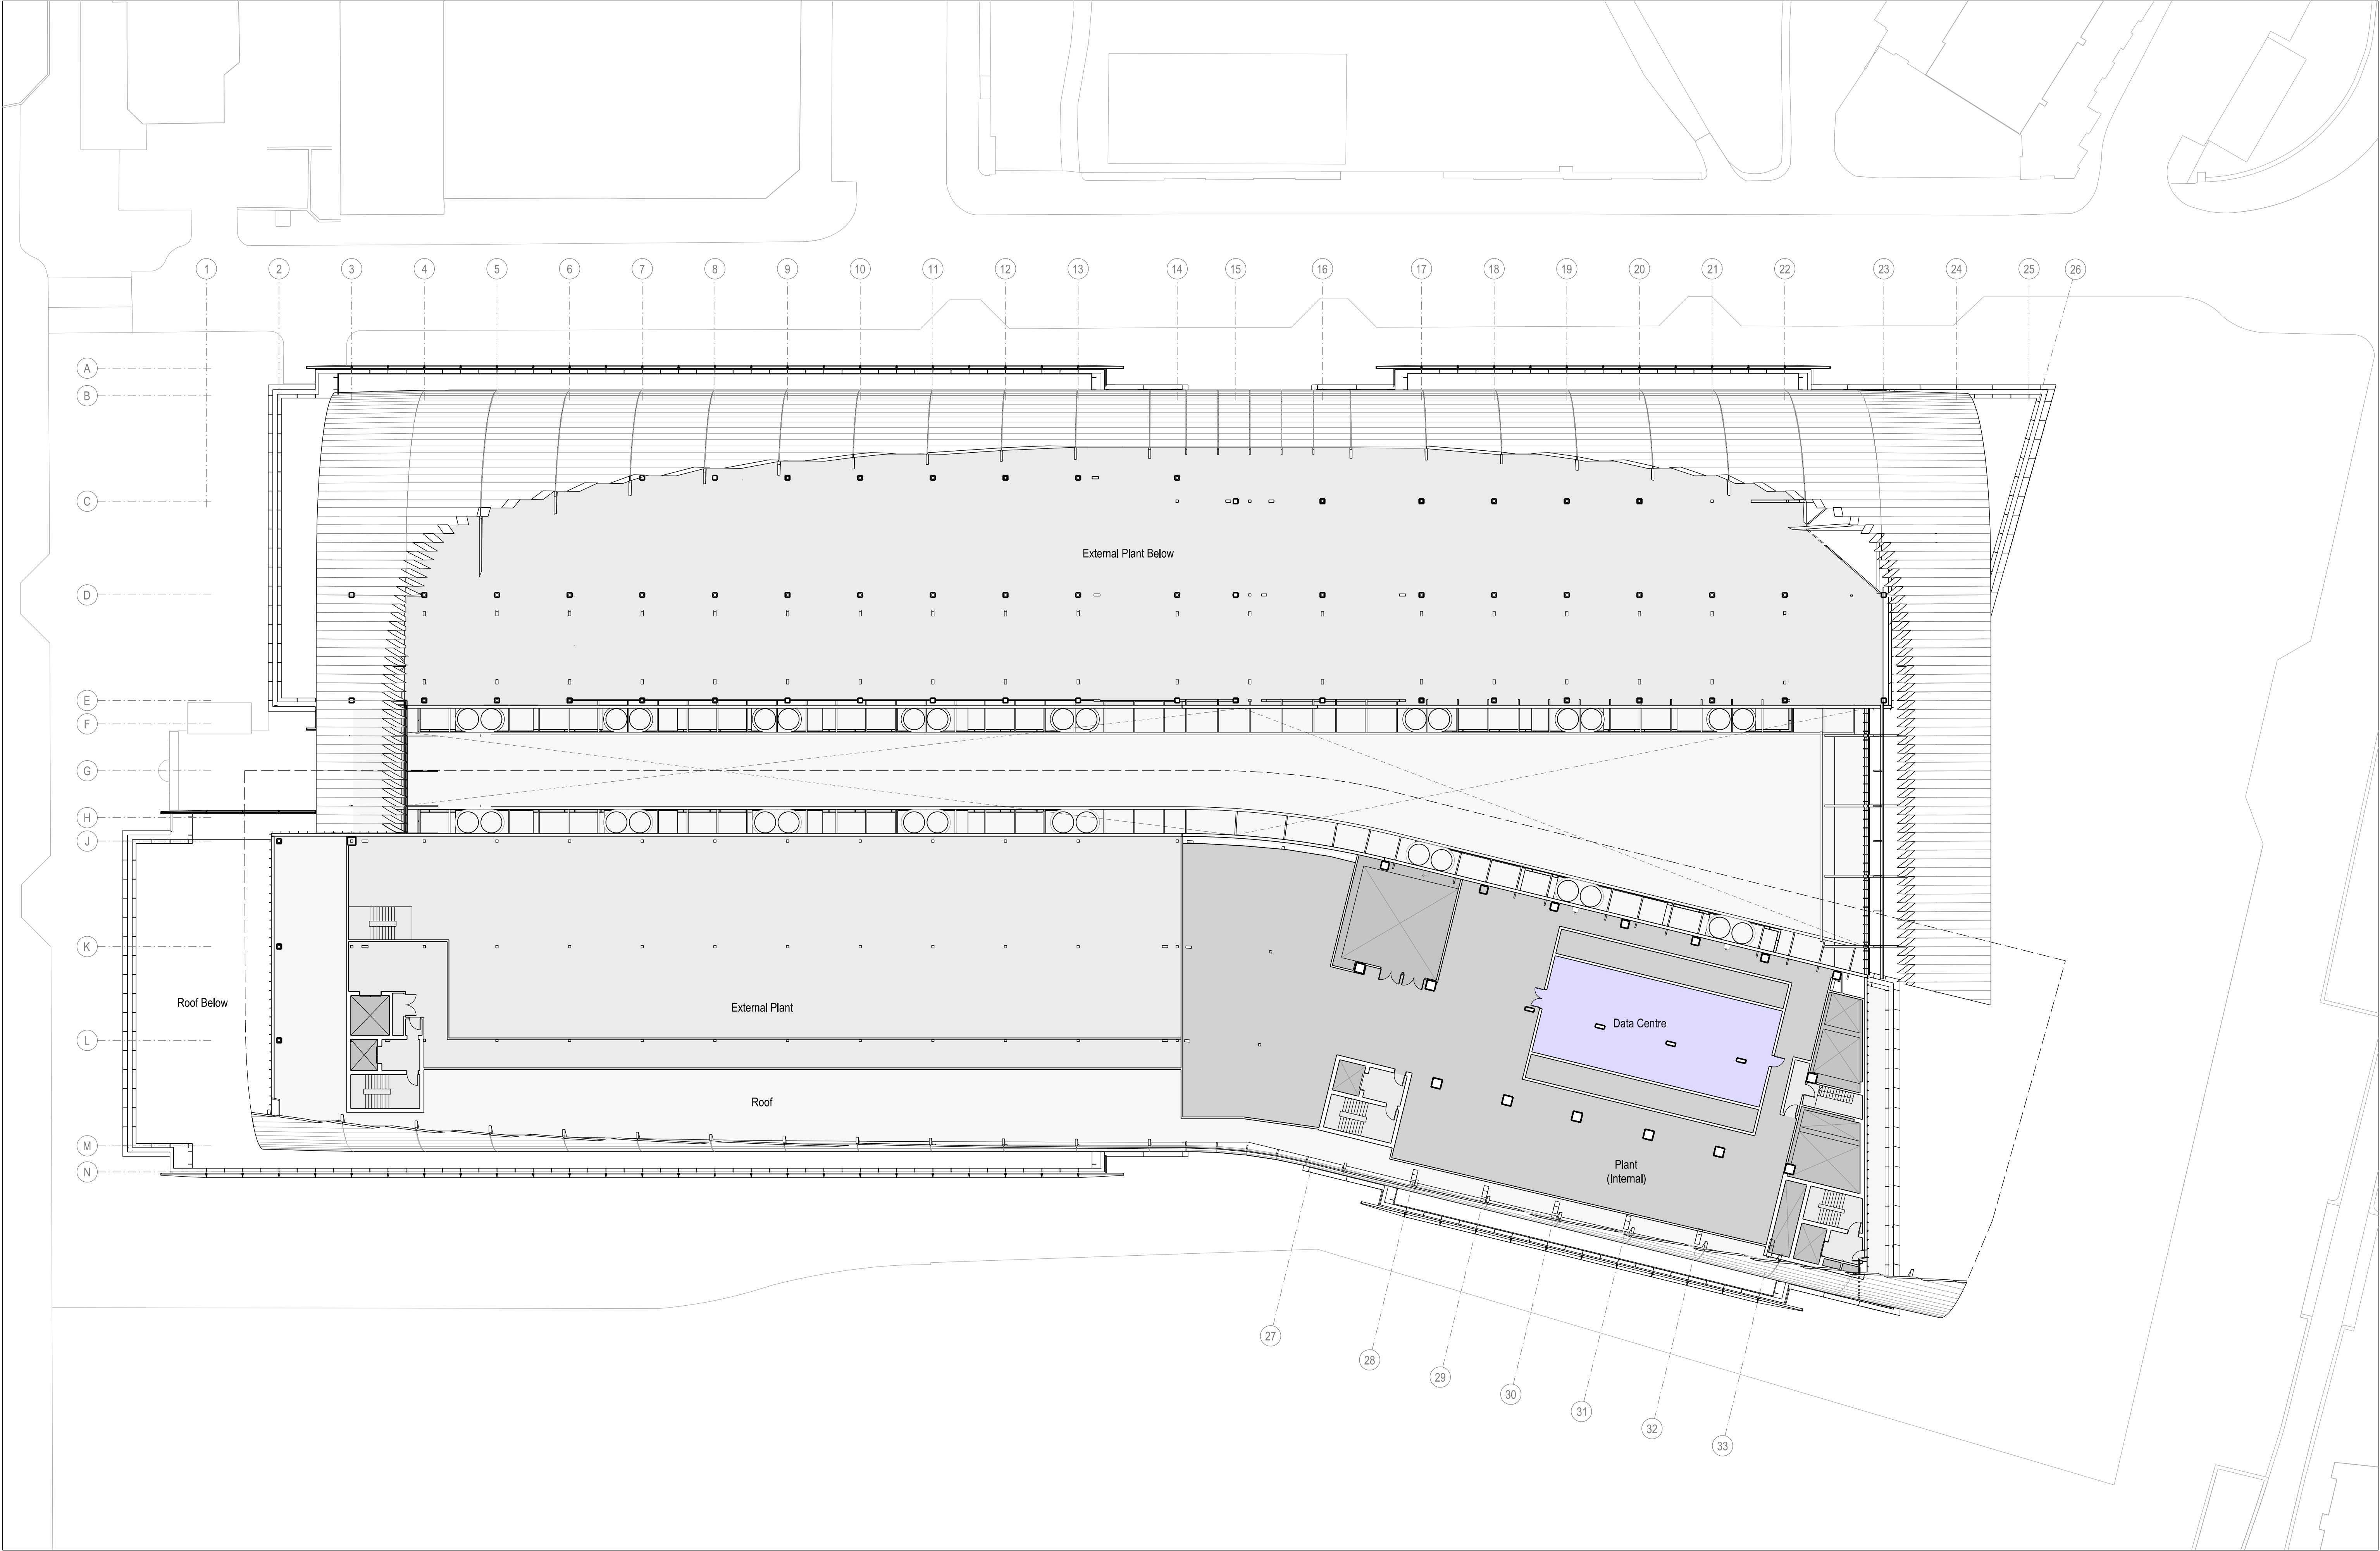 1 2 3 4 5 6 7 8 9 10 11 12 13 14 15 16 17 18 19 20 21 22 23 24 25 26
A
B
C
External Plant Below
D
E
F
G
H
J
K
Roof Below
External Plant
Data Centre
L
Roof
M
N
Plant
(Internal)
27
28
29
30
31
32
33